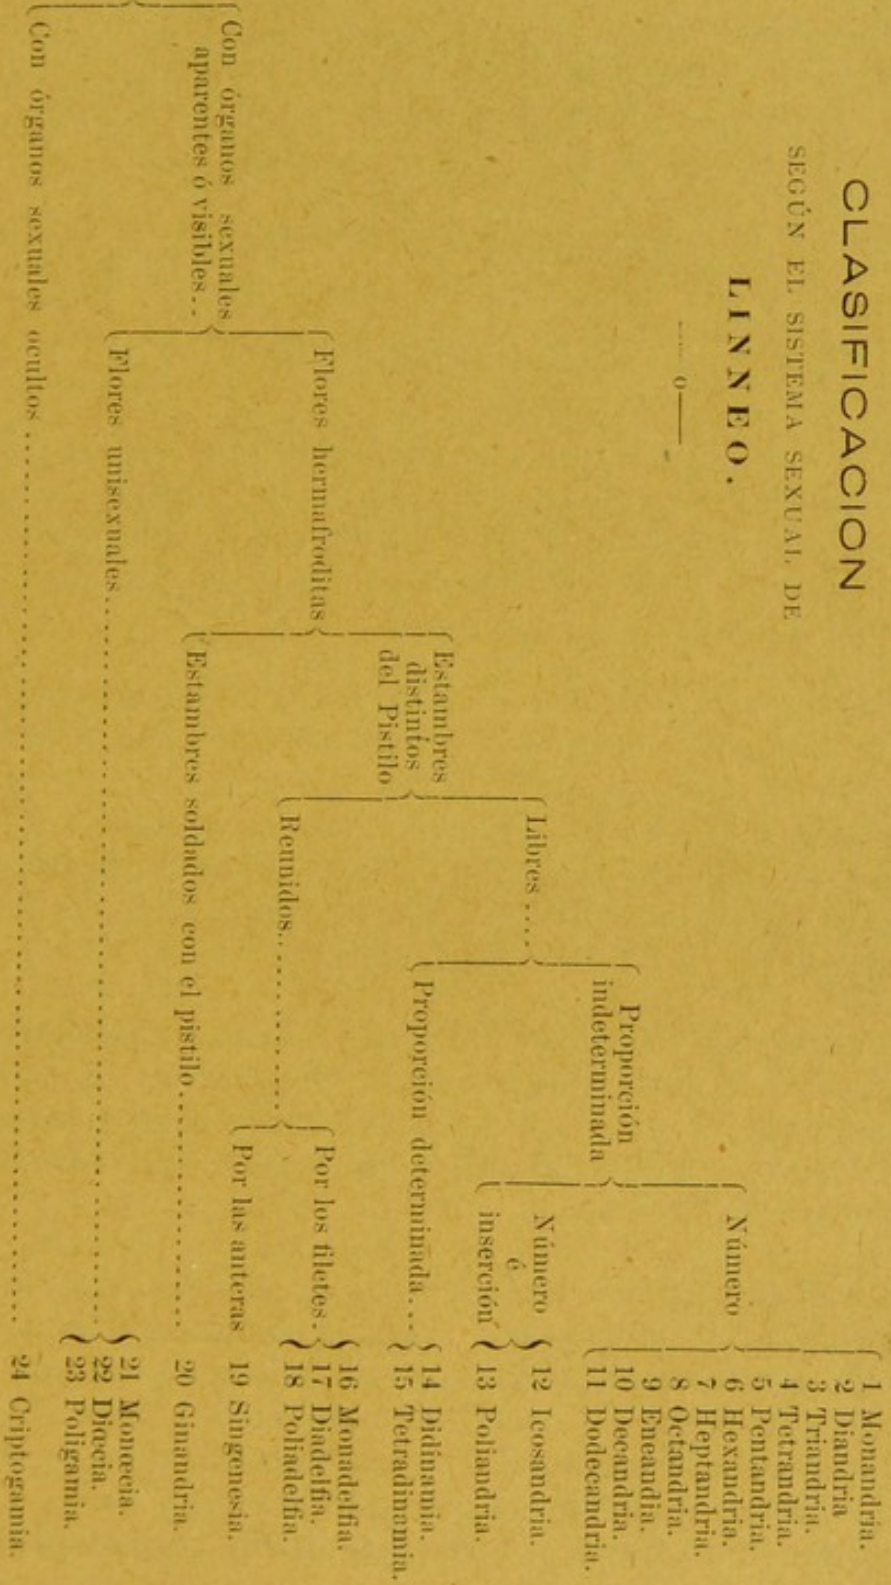 CLASIFICACION
SEGÚN EL SISTEMA SEXUAL DE
LINNEO.
Con órganos sexuales
aparentes ó visibles..
Flores hermafroditas
Estambres
distintos
del Pistilo
Libres ....
Proporción
indeterminada
Número
1 Monandria.
2 Diandria
3 Triandria.
4 Tetrandria.
5 Pentandria.
6 Hexandria.
7 Heptandria.
8 Octandria.
9 Eneandia.
10 Decandria.
11 Dodecandria.
Número
é
inserción
12 Icosandria.
13 Poliandria.
Proporción determinada...
14 Didinamia.
15 Tetradinamia.
Reunidos............
Por los filetes.
16 Monadelfia.
17 Diadelfia.
18 Poliadelfia.
Por las anteras
19 Singenesia.
Estambres soldados con el pistilo................
20 Ginandria.
Flores unisexuales................................................
21 Monœcia.
22 Diœcia.
23 Poligamia.
Con órganos sexuales ocultos............................................................
24 Criptogamia.